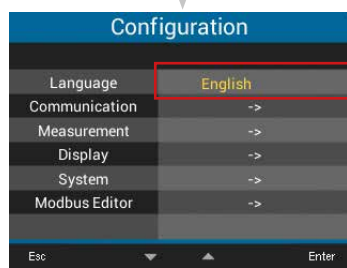 Configuration
Language English
Communication ->
Measurement ->
Display ->
System ->
Modbus Editor ->
Esc Enter